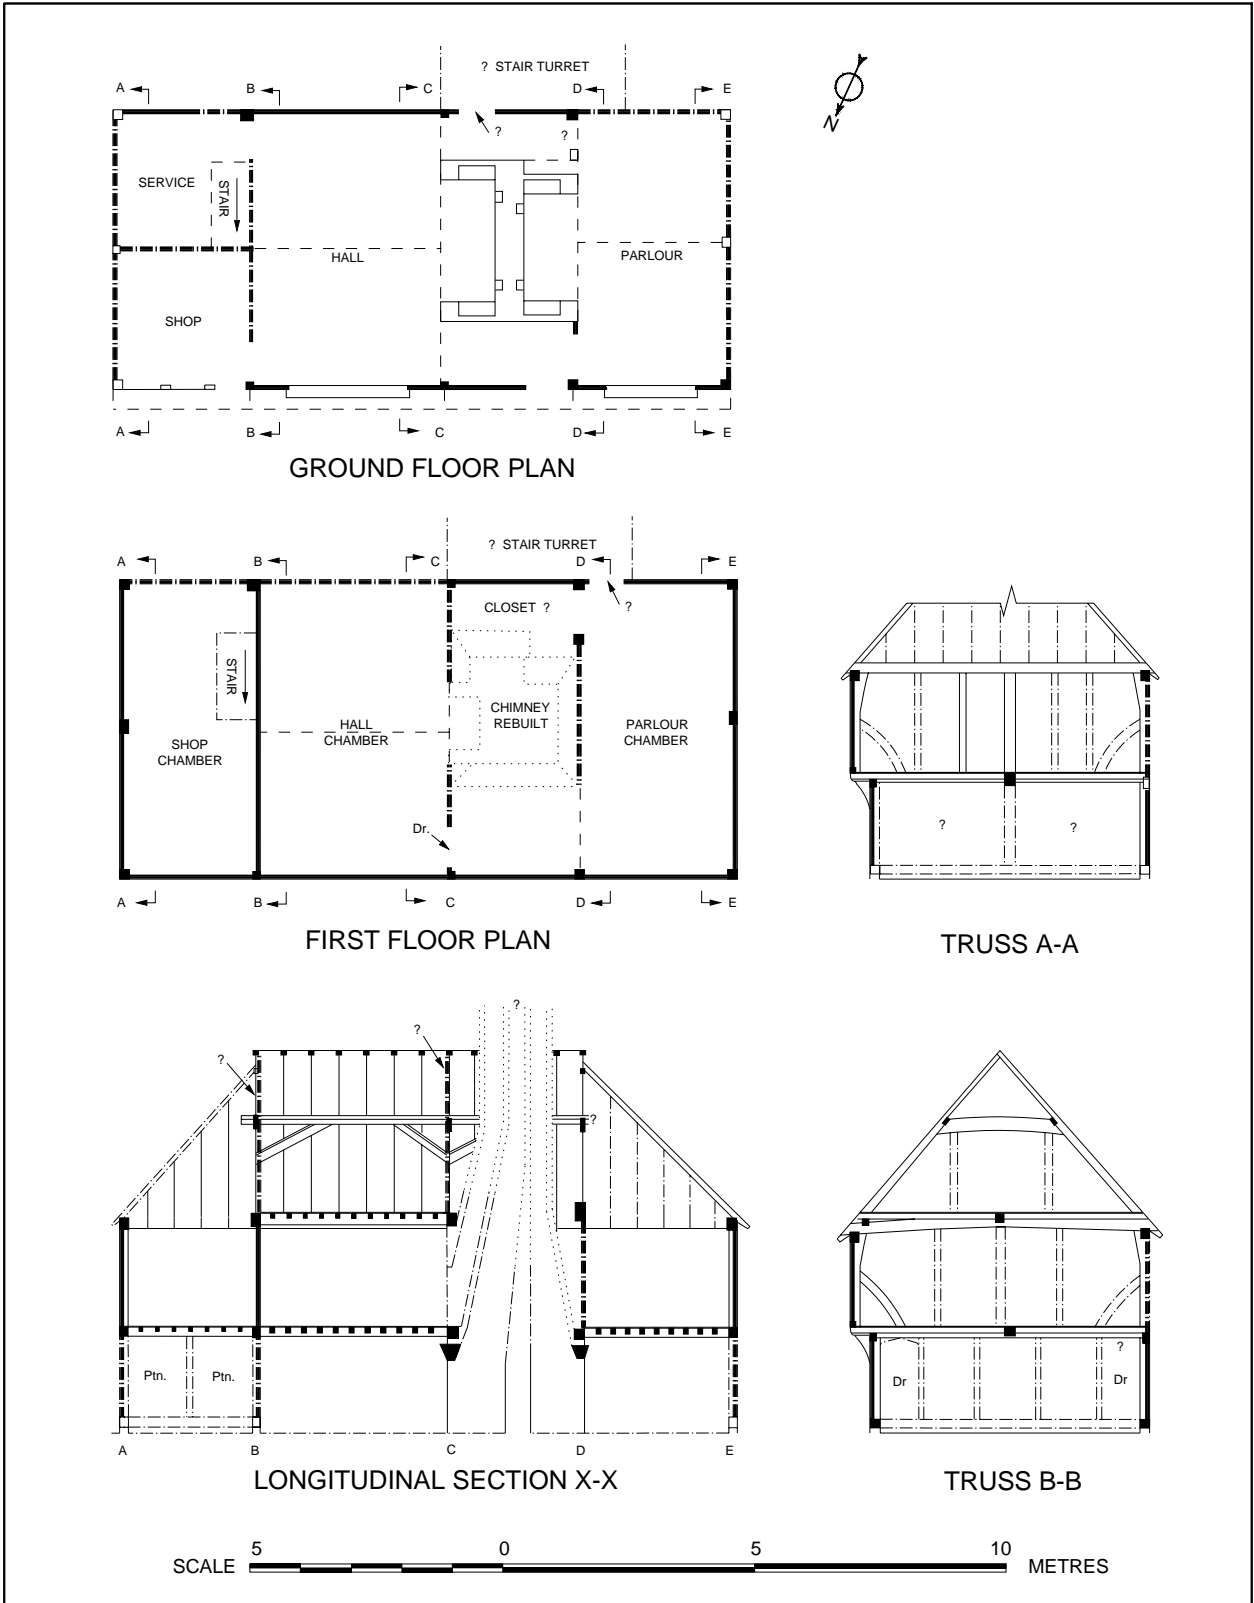 ? STAIR TURRET
A B C D E
N
? ?
SERVICE
STAIR
HALL
PARLOUR
SHOP
A B C D E
GROUND FLOOR PLAN
? STAIR TURRET
A B C D E
CLOSET ? ?
STAIR
CHIMNEY
REBUILT
HALL
CHAMBER
PARLOUR
CHAMBER
SHOP
CHAMBER
Dr.
A B C D E
FIRST FLOOR PLAN
? ?
TRUSS A-A
?
?
?
?
Ptn. Ptn.
A B C D E
LONGITUDINAL SECTION X-X
?
Dr Dr
TRUSS B-B
5 0 5 10
SCALE METRES